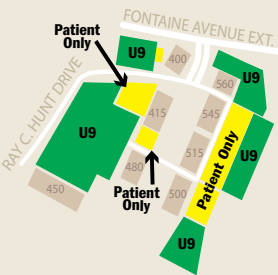 FONTAINE AVENUE EXT.
Patient
Only
U9
400
560
U9
RAY C. HUNT DRIVE
415
545
U9
Patient Only
515
U9
480
450
Patient
Only
500
U9